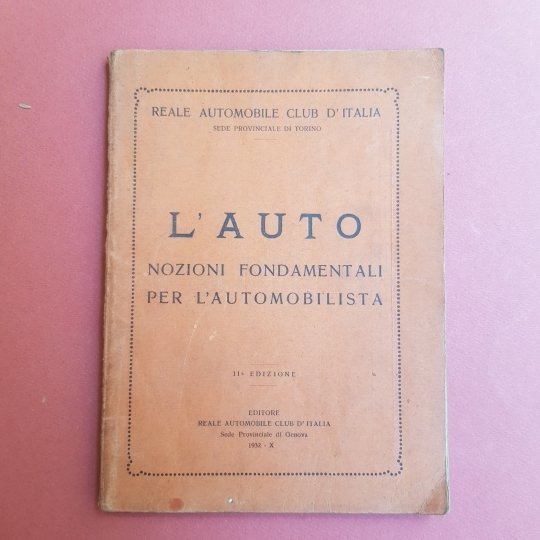 REALE AUTOMOBILE CLUB D'ITALIA
SEDE PROVINCIALE DI TORINO
L'AUTO
NOZIONI FONDAMENTALI
PER L'AUTOMOBILISTA
11ª EDIZIONE
EDITORE
REALE AUTOMOBILE CLUB D'ITALIA
Sede Provinciale di Genova
1932 - X